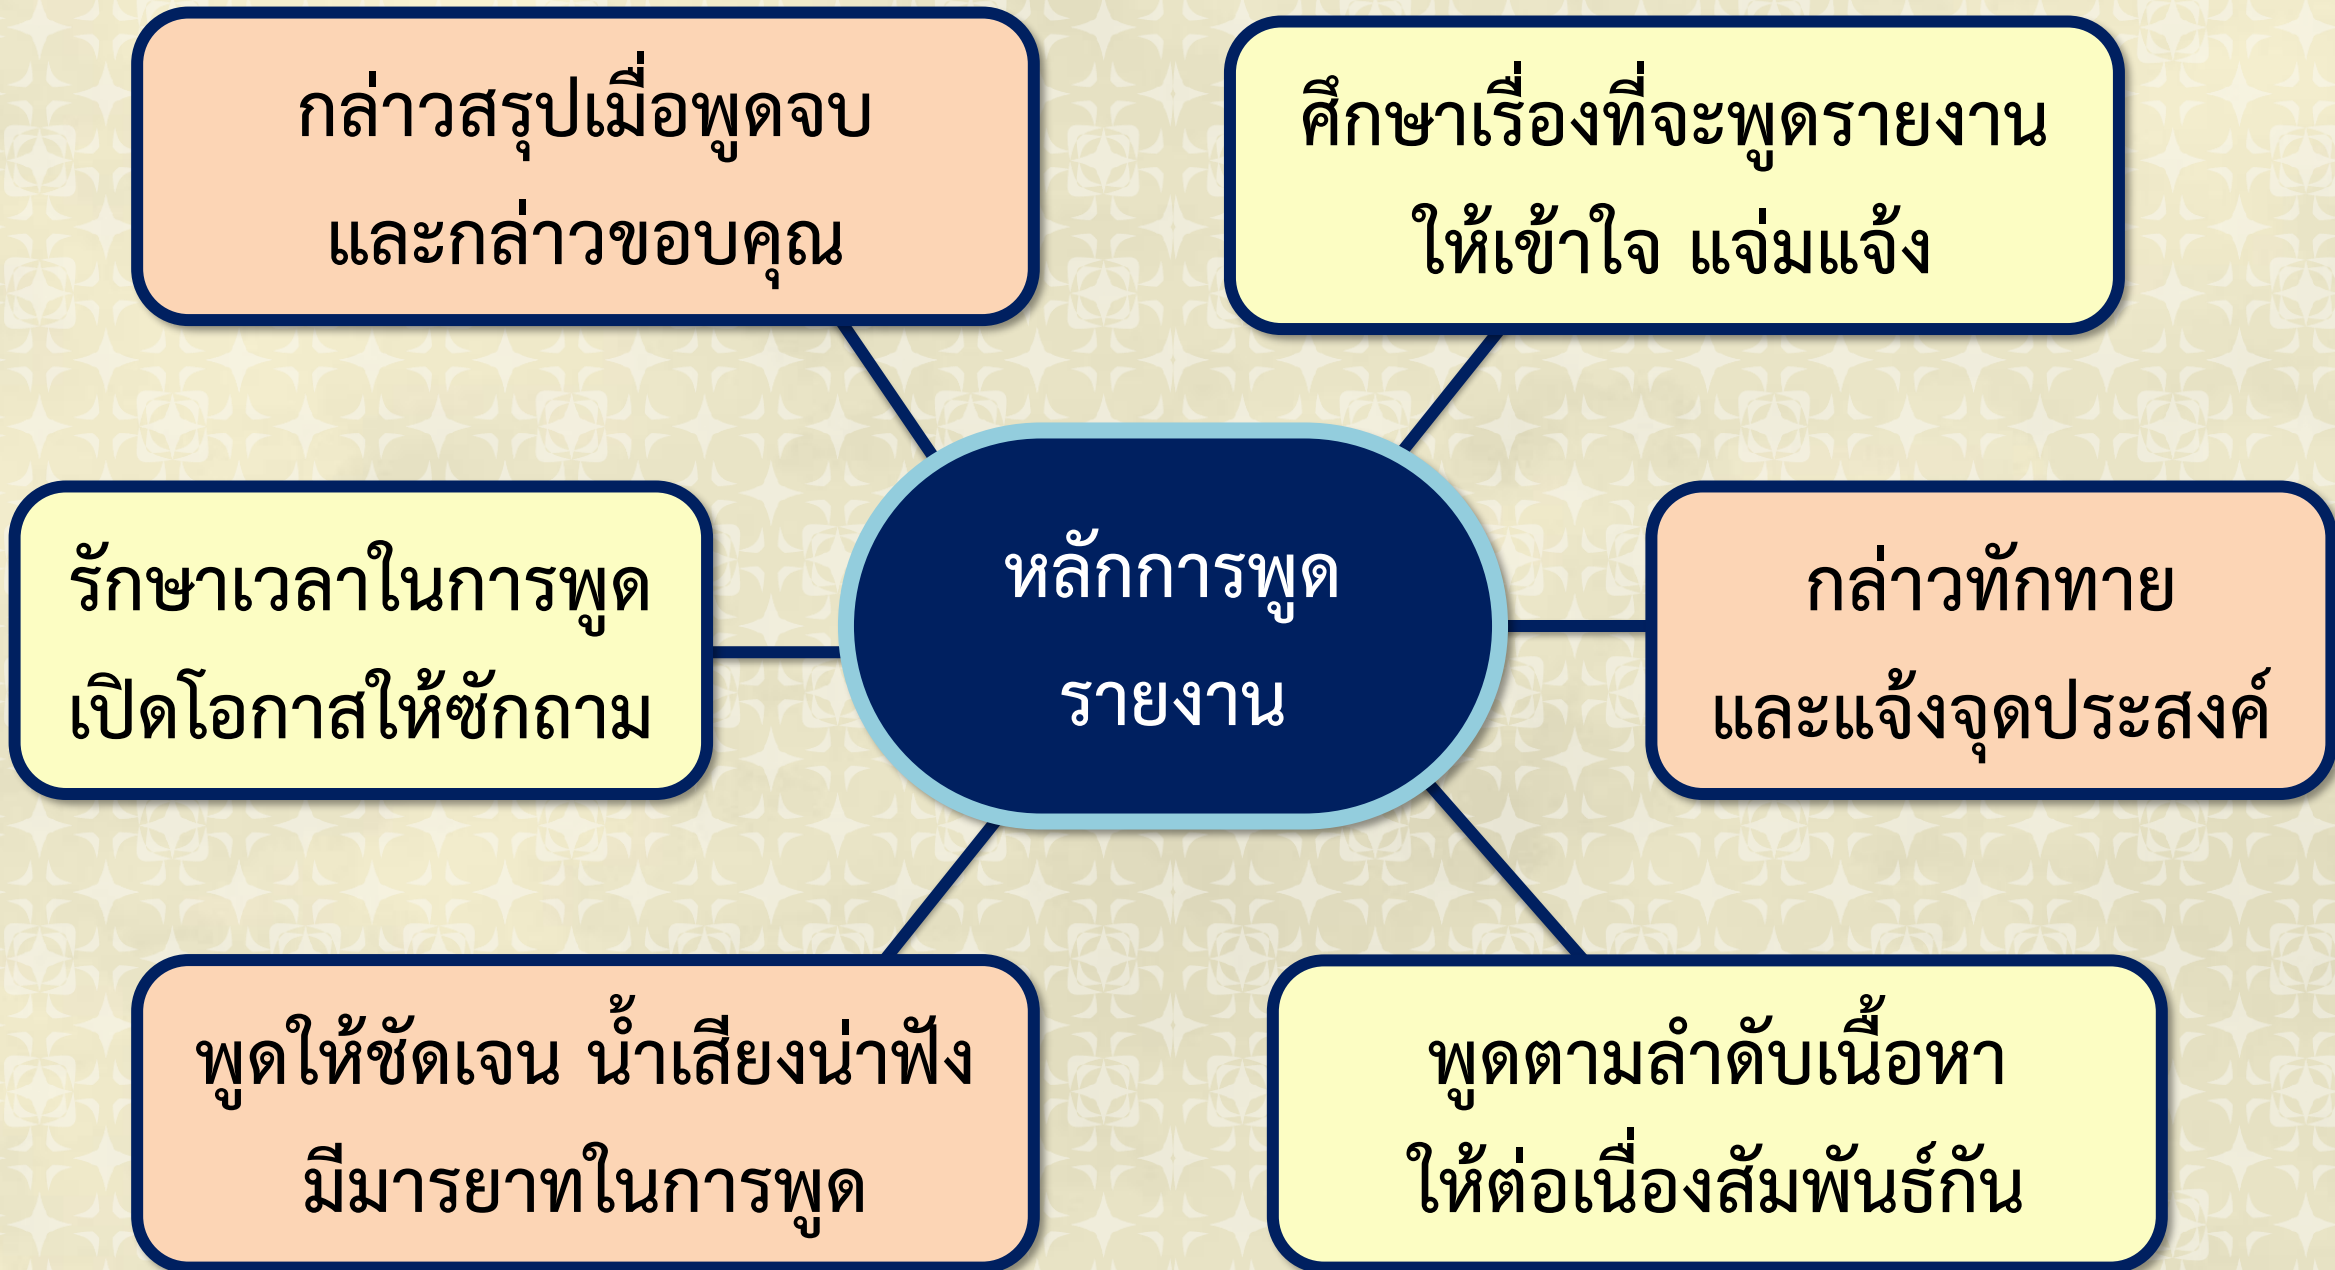 กล่าวสรุปเมื่อพูดจบ
และกล่าวขอบคุณ
ศึกษาเรื่องที่จะพูดรายงาน
ให้เข้าใจ แจ่มแจ้ง
รักษาเวลาในการพูด
เปิดโอกาสให้ซักถาม
หลักการพูด
รายงาน
กล่าวทักทาย
และแจ้งจุดประสงค์
พูดให้ชัดเจน น้ำเสียงน่าฟัง
มีมารยาทในการพูด
พูดตามลำดับเนื้อหา
ให้ต่อเนื่องสัมพันธ์กัน